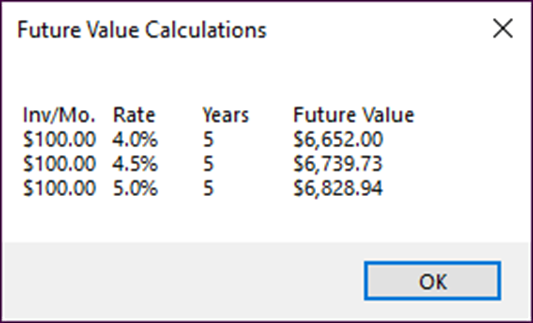 Future Value Calculations
Inv/Mo. Rate Years Future Value
$100.00 4.0% 5 $6,652.00
$100.00 4.5% 5 $6,739.73
$100.00 5.0% 5 $6,828.94
OK